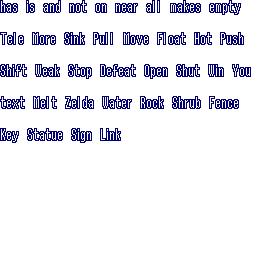 has is and not on near all makes empty
Tele More Sink Pull Move Float Hot Push
Shift Weak Stop Defeat Open Shut Win You
text Melt Zelda Water Rock Shrub Fence
Key Statue Sign Link